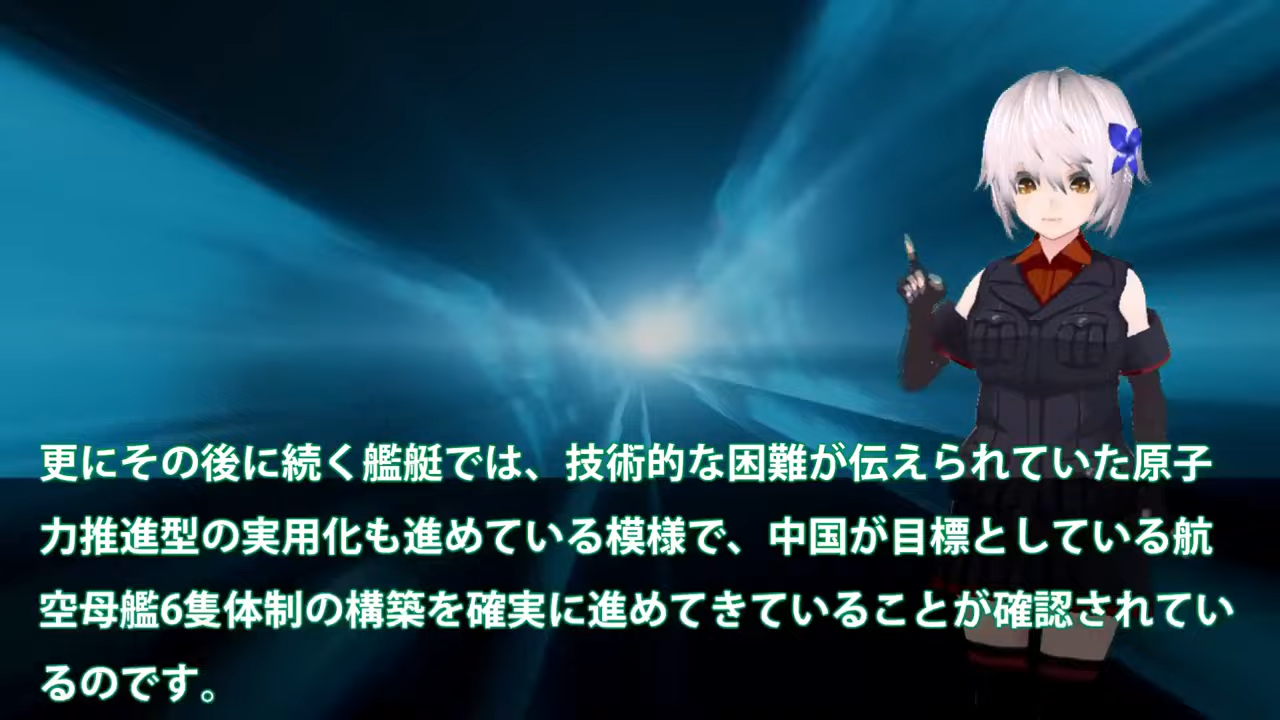 更にその後に続く艦艇では、技術的な困難が伝えられていた原子
力推進型の実用化も進めている模様で、中国が目標としている航
空母艦6隻体制の構築を確実に進めてきていることが確認されてい
るのです。